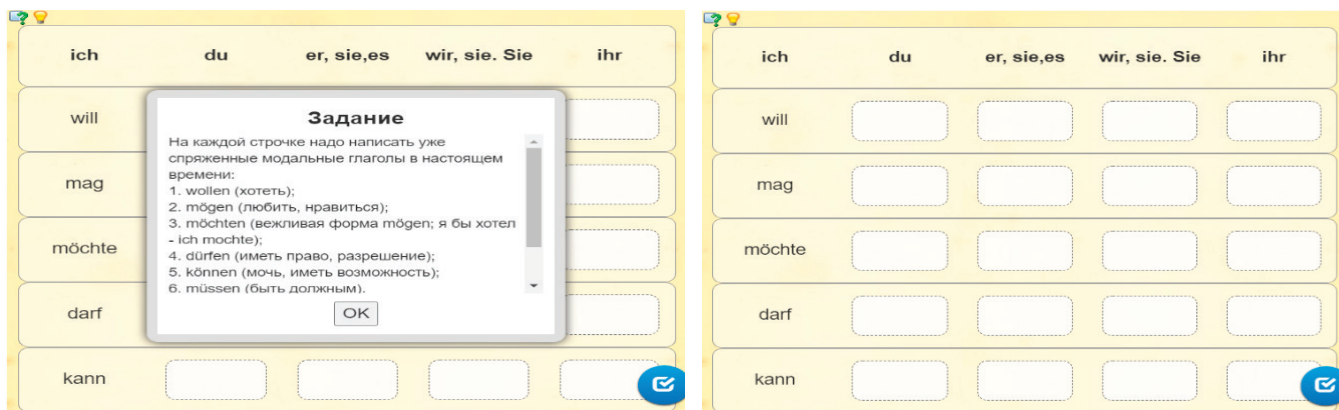 ich du er, sie,es wir, sie. Sie ihr
will
mag
möchte
darf
kann
Задание
На каждой строчке надо написать уже
спряженные модальные глаголы в настоящем
времени:
1. wollen (хотеть);
2. mögen (любить, нравиться);
3. möchten (вежливая форма mögen; я бы хотел
- ich mochte);
4. dürfen (иметь право, разрешение);
5. können (мочь, иметь возможность);
6. müssen (быть должным).
OK
ich du er, sie,es wir, sie. Sie ihr
will
mag
möchte
darf
kann